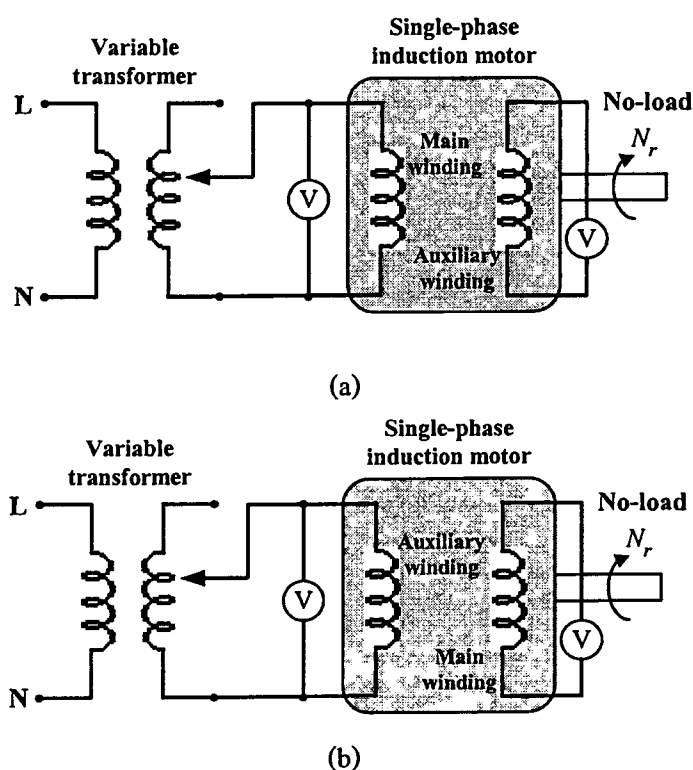 Single-phase
induction motor
Variable
transformer
No-load
L
N_r
Main
winding
V
V
Auxiliary
winding
N
(a)
Single-phase
induction motor
Variable
transformer
No-load
L
N_r
Auxiliary
winding
V
V
Main
winding
N
(b)